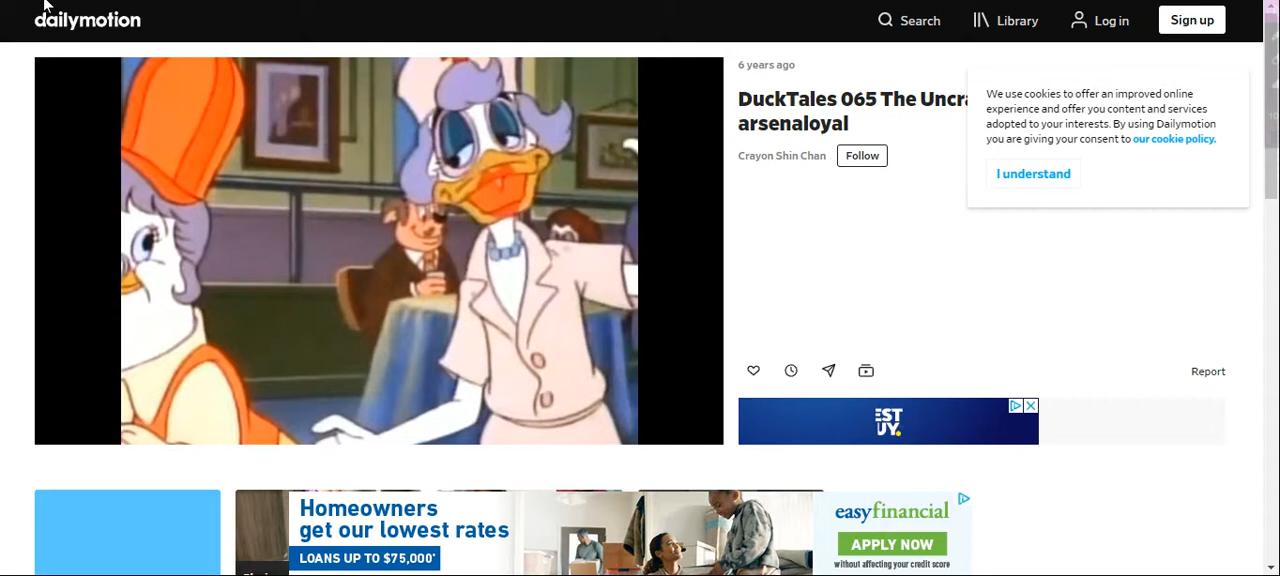 dailymotion
Search
Library
Log in
Sign up
6 years ago
DuckTales 065 The Uncra
arsenaloyal
Crayon Shin Chan
Follow
We use cookies to offer an improved online
experience and offer you content and services
adopted to your interests. By using Dailymotion
you are giving your consent to our cookie policy.
I understand
Report
EST
UY.
Homeowners
get our lowest rates
LOANS UP TO $75,000*
easyfinancial
APPLY NOW
without affecting your credit score